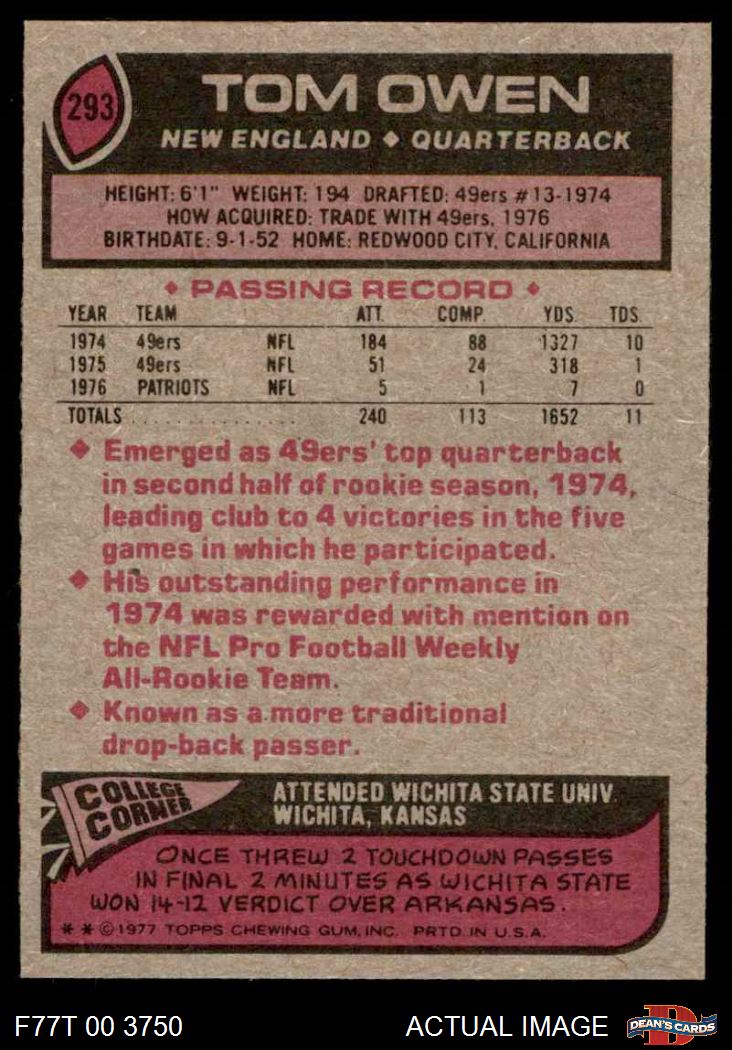 293
TOM OWEN
NEW ENGLAND ♦ QUARTERBACK
HEIGHT: 6'1" WEIGHT: 194 DRAFTED: 49ers #13-1974
HOW ACQUIRED: TRADE WITH 49ers, 1976
BIRTHDATE: 9-1-52 HOME: REDWOOD CITY, CALIFORNIA
♦ PASSING RECORD ♦
YEAR TEAM ATT. COMP. YDS. TDS.
1974 49ers NFL 184 88 1327 10
1975 49ers NFL 51 24 318 1
1976 PATRIOTS NFL 5 1 7 0
TOTALS . . . . . . . . . . . . . . . 240 113 1652 11
♦ Emerged as 49ers' top quarterback
in second half of rookie season, 1974,
leading club to 4 victories in the five
games in which he participated.
♦ His outstanding performance in
1974 was rewarded with mention on
the NFL Pro Football Weekly
All-Rookie Team.
♦ Known as a more traditional
drop-back passer.
COLLEGE
CORNER
ATTENDED WICHITA STATE UNIV.
WICHITA, KANSAS
ONCE THREW 2 TOUCHDOWN PASSES
IN FINAL 2 MINUTES AS WICHITA STATE
WON 14-12 VERDICT OVER ARKANSAS.
* * © 1977 TOPPS CHEWING GUM, INC. PRTD. IN U.S.A.
F77T 00 3750 ACTUAL IMAGE
D
DEAN'S CARDS